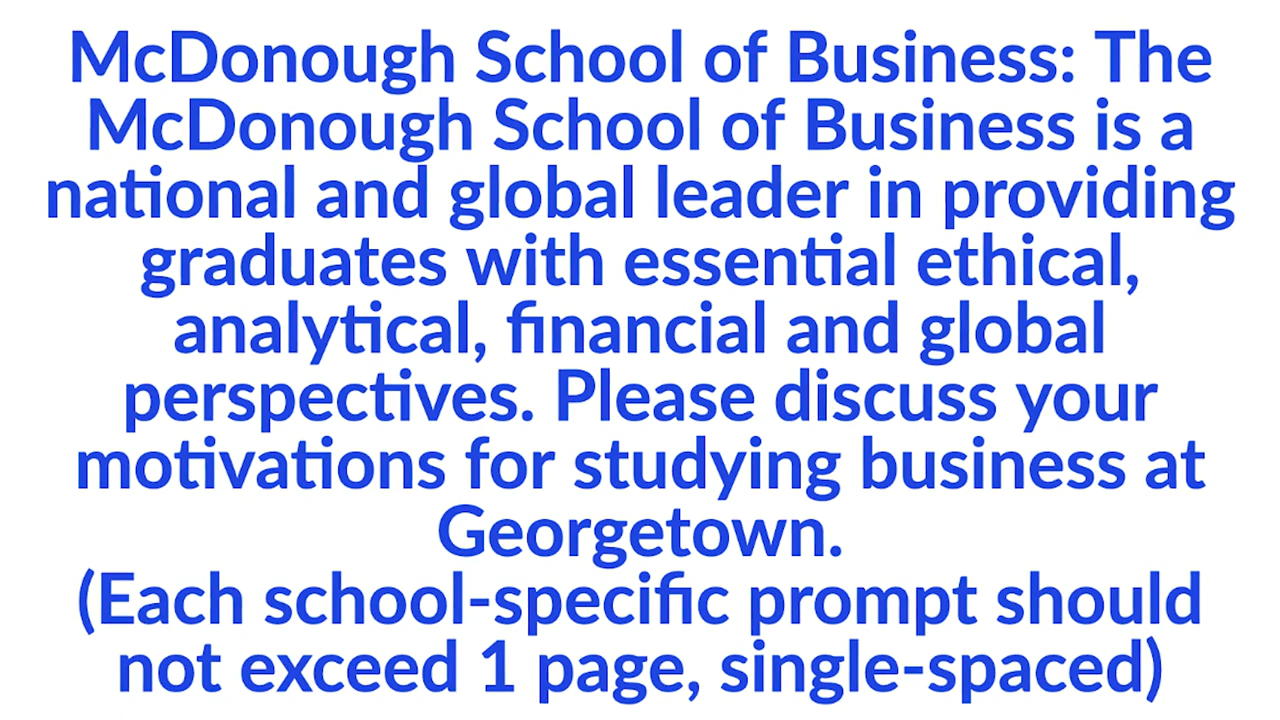 McDonough School of Business: The
McDonough School of Business is a
national and global leader in providing
graduates with essential ethical,
analytical, financial and global
perspectives. Please discuss your
motivations for studying business at
Georgetown.
(Each school-specific prompt should
not exceed 1 page, single-spaced)